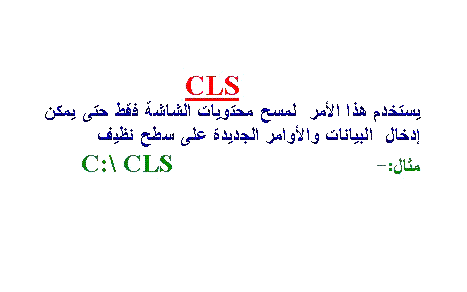 CLS
يستخدم هذا الأمر لمسح محتويات الشاشة فقط حتى يمكن
إدخال البيانات والأوامر الجديدة على سطح نظيف
مثال:- C:\ CLS